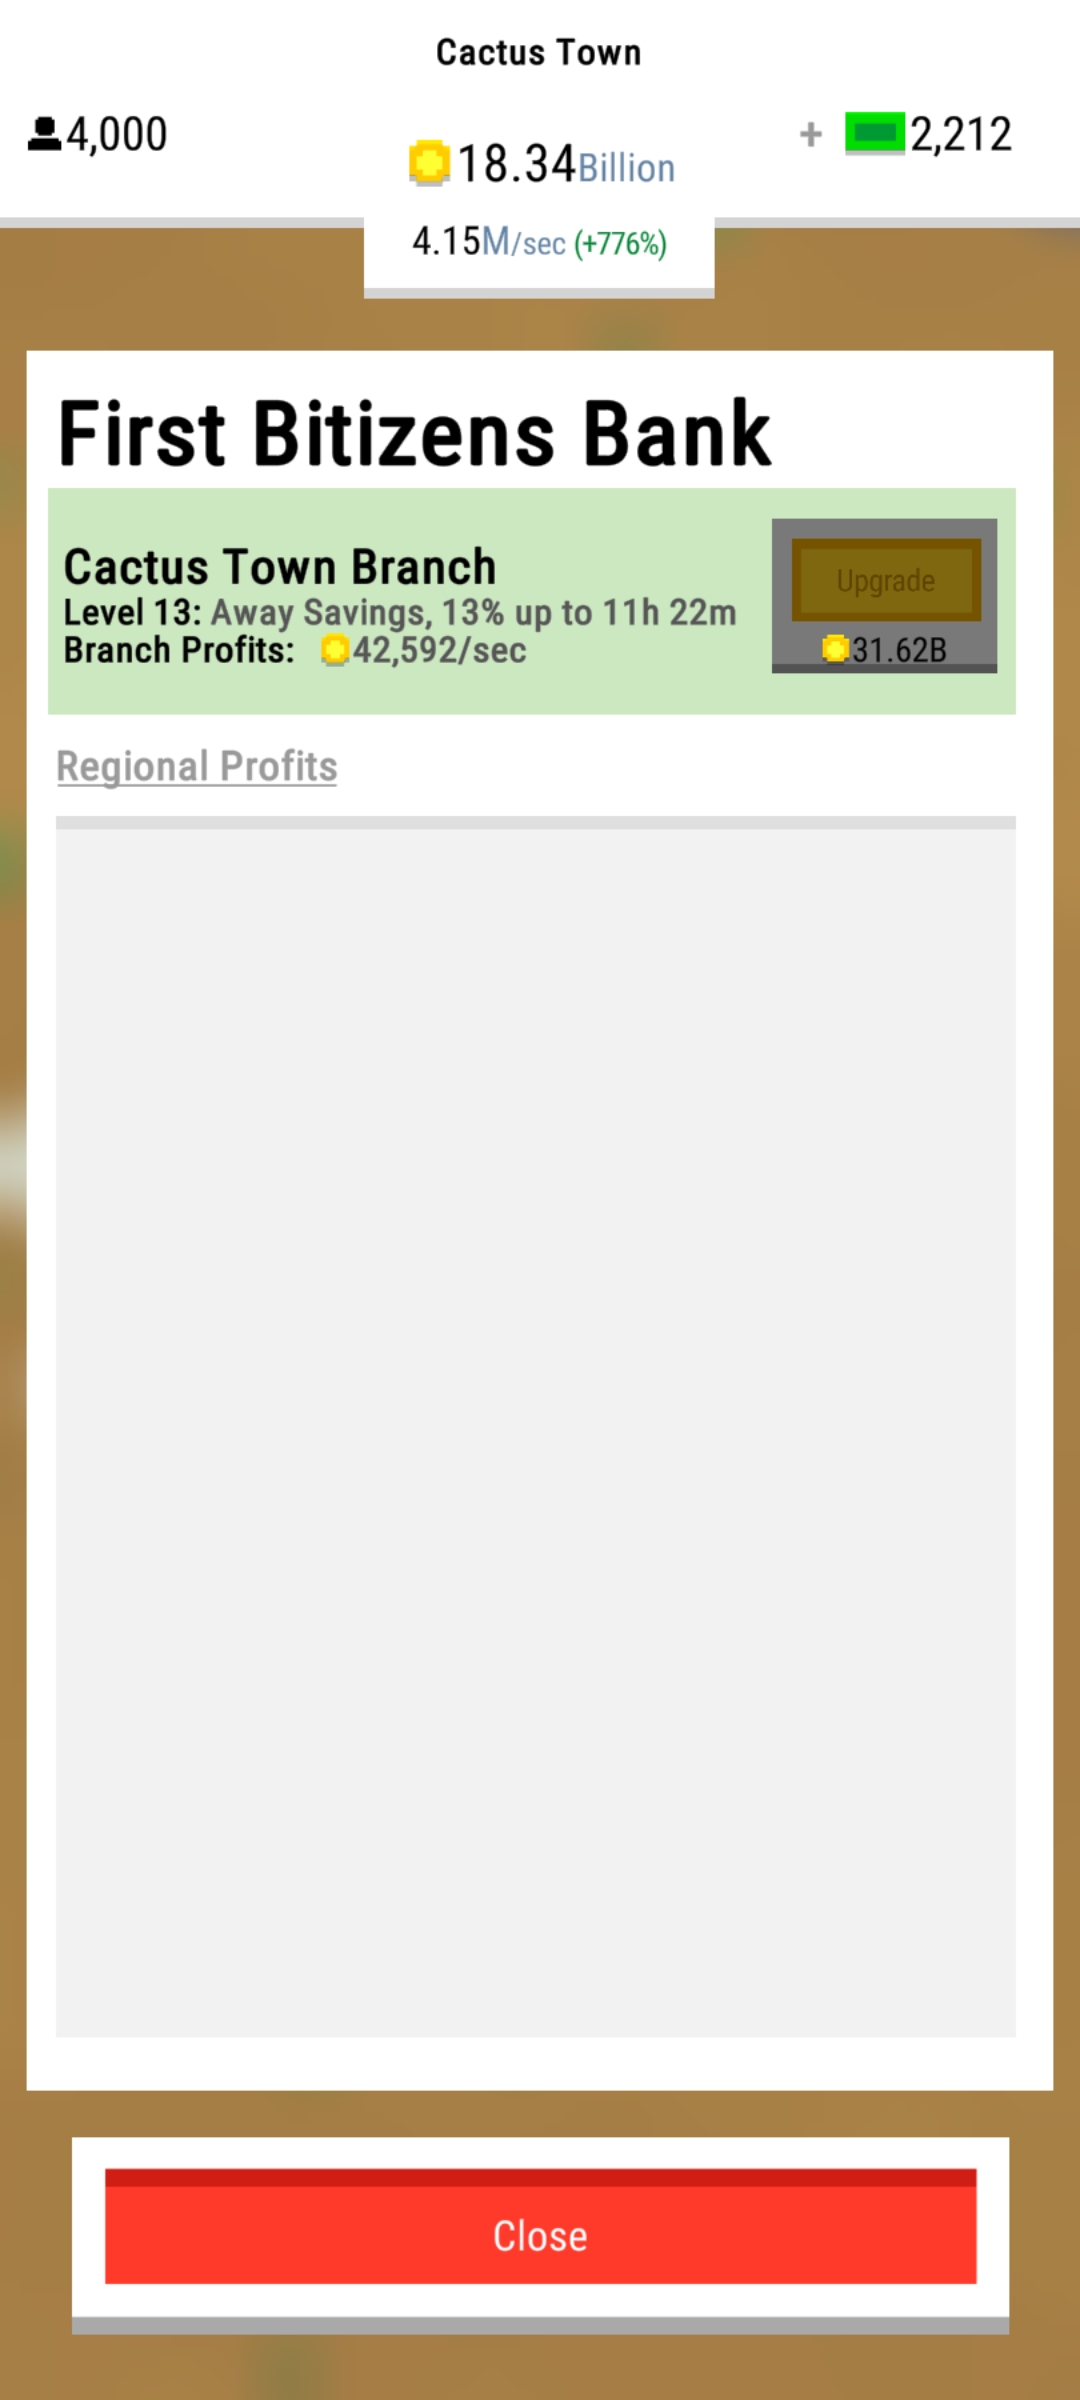 Cactus Town
4,000
18.34Billion
+ 2,212
4.15M/sec (+776%)
First Bitizens Bank
Cactus Town Branch
Level 13: Away Savings, 13% up to 11h 22m
Branch Profits: 42,592/sec
Upgrade
31.62B
Regional Profits
Close